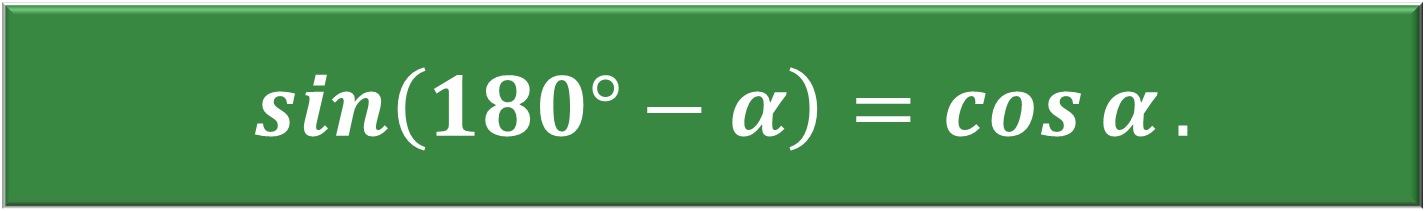 sin(180° − α) = cos α .